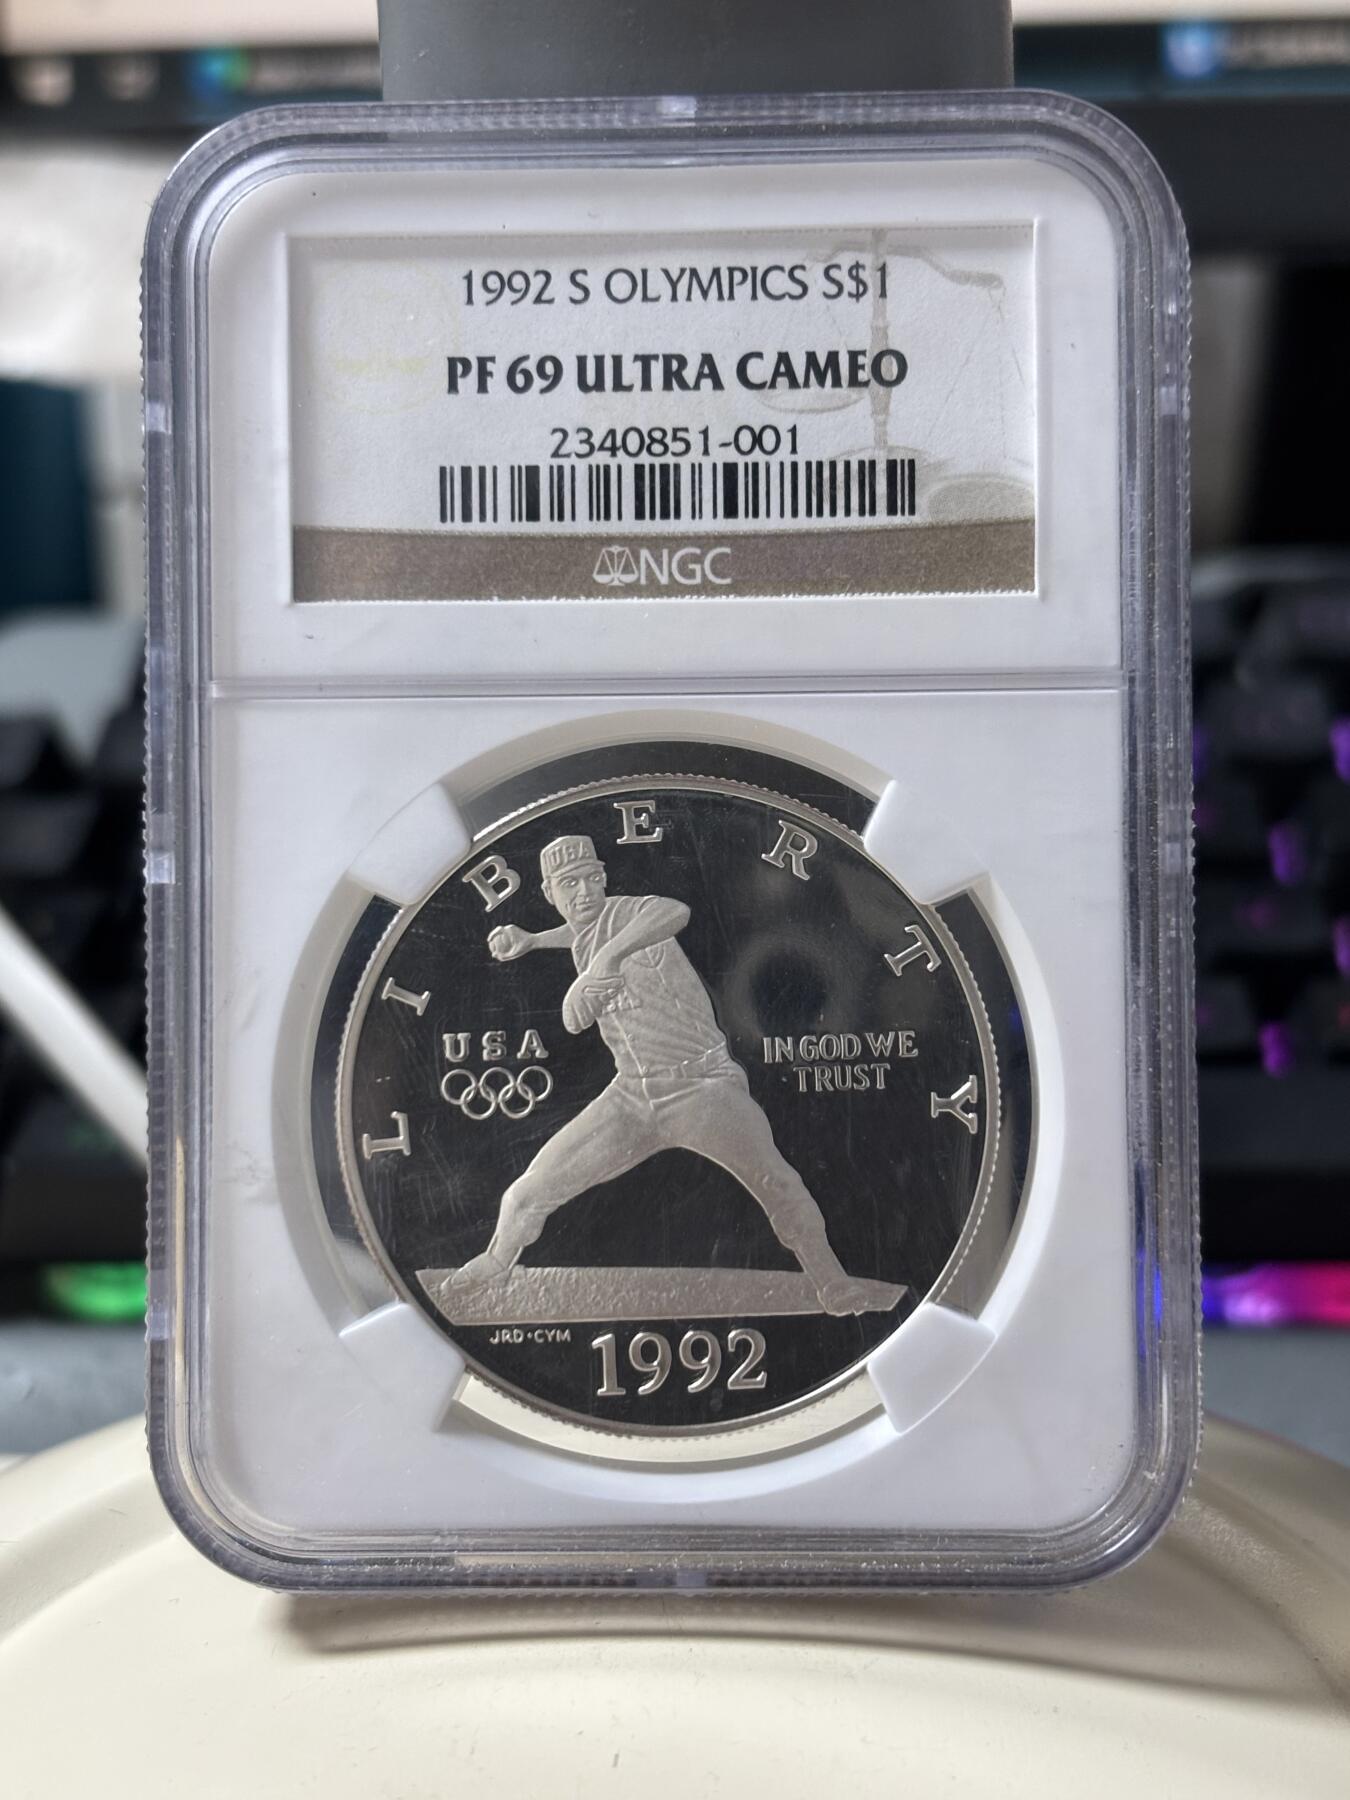 1992 S OLYMPICS S$1
PF 69 ULTRA CAMEO
2340851-001
NGC
LIBERTY
USA
USA
IN GOD WE
TRUST
JRD·CYM
1992